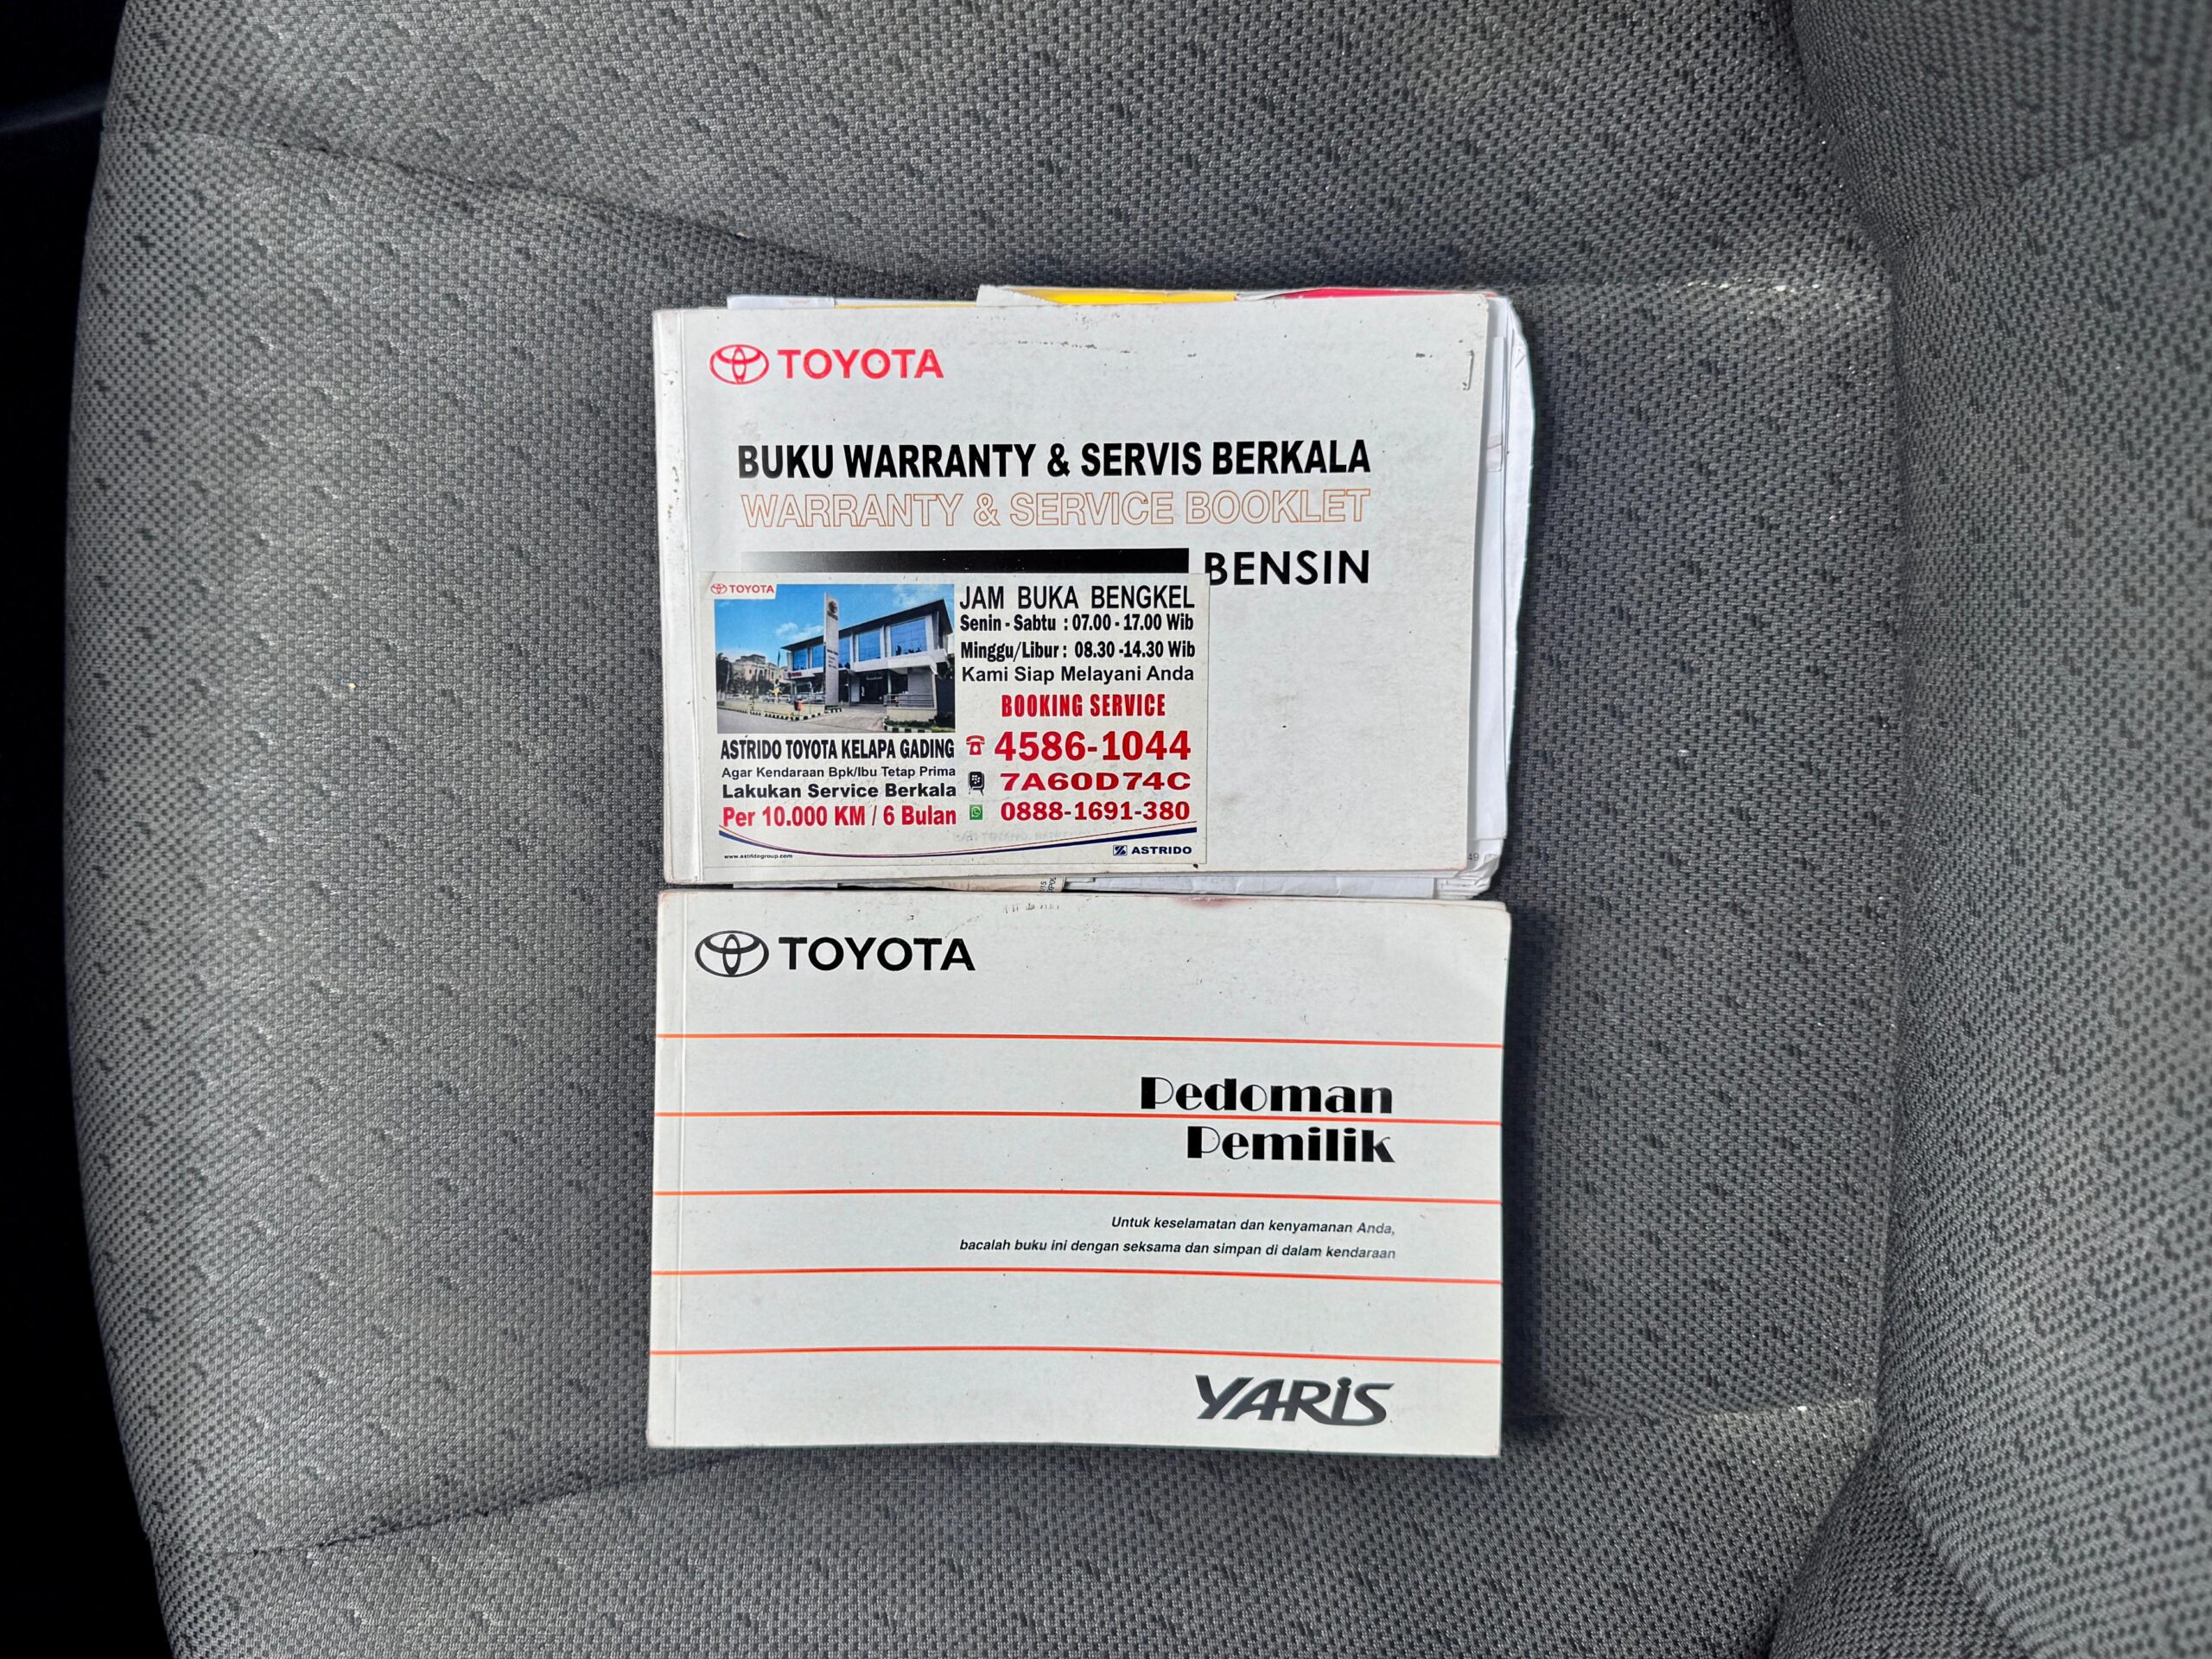 TOYOTA
BUKU WARRANTY & SERVIS BERKALA
WARRANTY & SERVICE BOOKLET
BENSIN
TOYOTA
JAM BUKA BENGKEL
Senin - Sabtu : 07.00 - 17.00 Wib
Minggu/Libur : 08.30 -14.30 Wib
Kami Siap Melayani Anda
BOOKING SERVICE
ASTRIDO TOYOTA KELAPA GADING
4586-1044
Agar Kendaraan Bpk/Ibu Tetap Prima
7A60D74C
Lakukan Service Berkala
Per 10.000 KM / 6 Bulan
0888-1691-380
www.astridogroup.com
ASTRIDO
49
TOYOTA
Pedoman
Pemilik
Untuk keselamatan dan kenyamanan Anda,
bacalah buku ini dengan seksama dan simpan di dalam kendaraan
YARiS